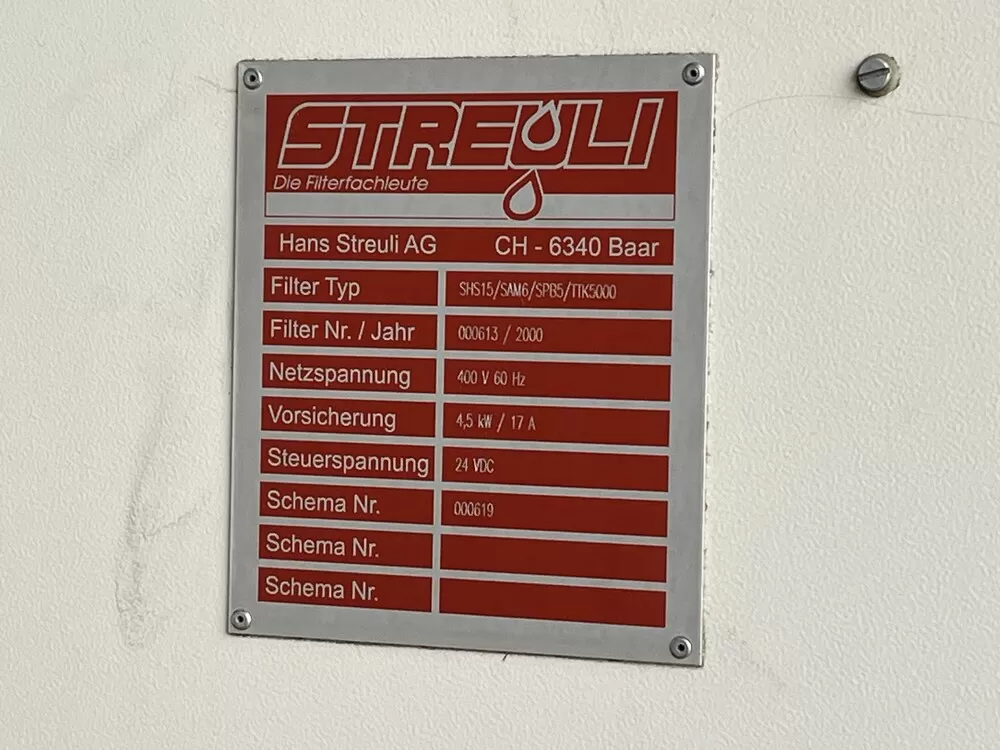 STREULI
Die Filterfachleute
Hans Streuli AG CH - 6340 Baar
Filter Typ SHS15/SAM6/SPB5/TTK5000
Filter Nr. / Jahr 000613 / 2000
Netzspannung 400 V 60 Hz
Vorsicherung 4,5 kW / 17 A
Steuerspannung 24 VDC
Schema Nr. 000619
Schema Nr.
Schema Nr.